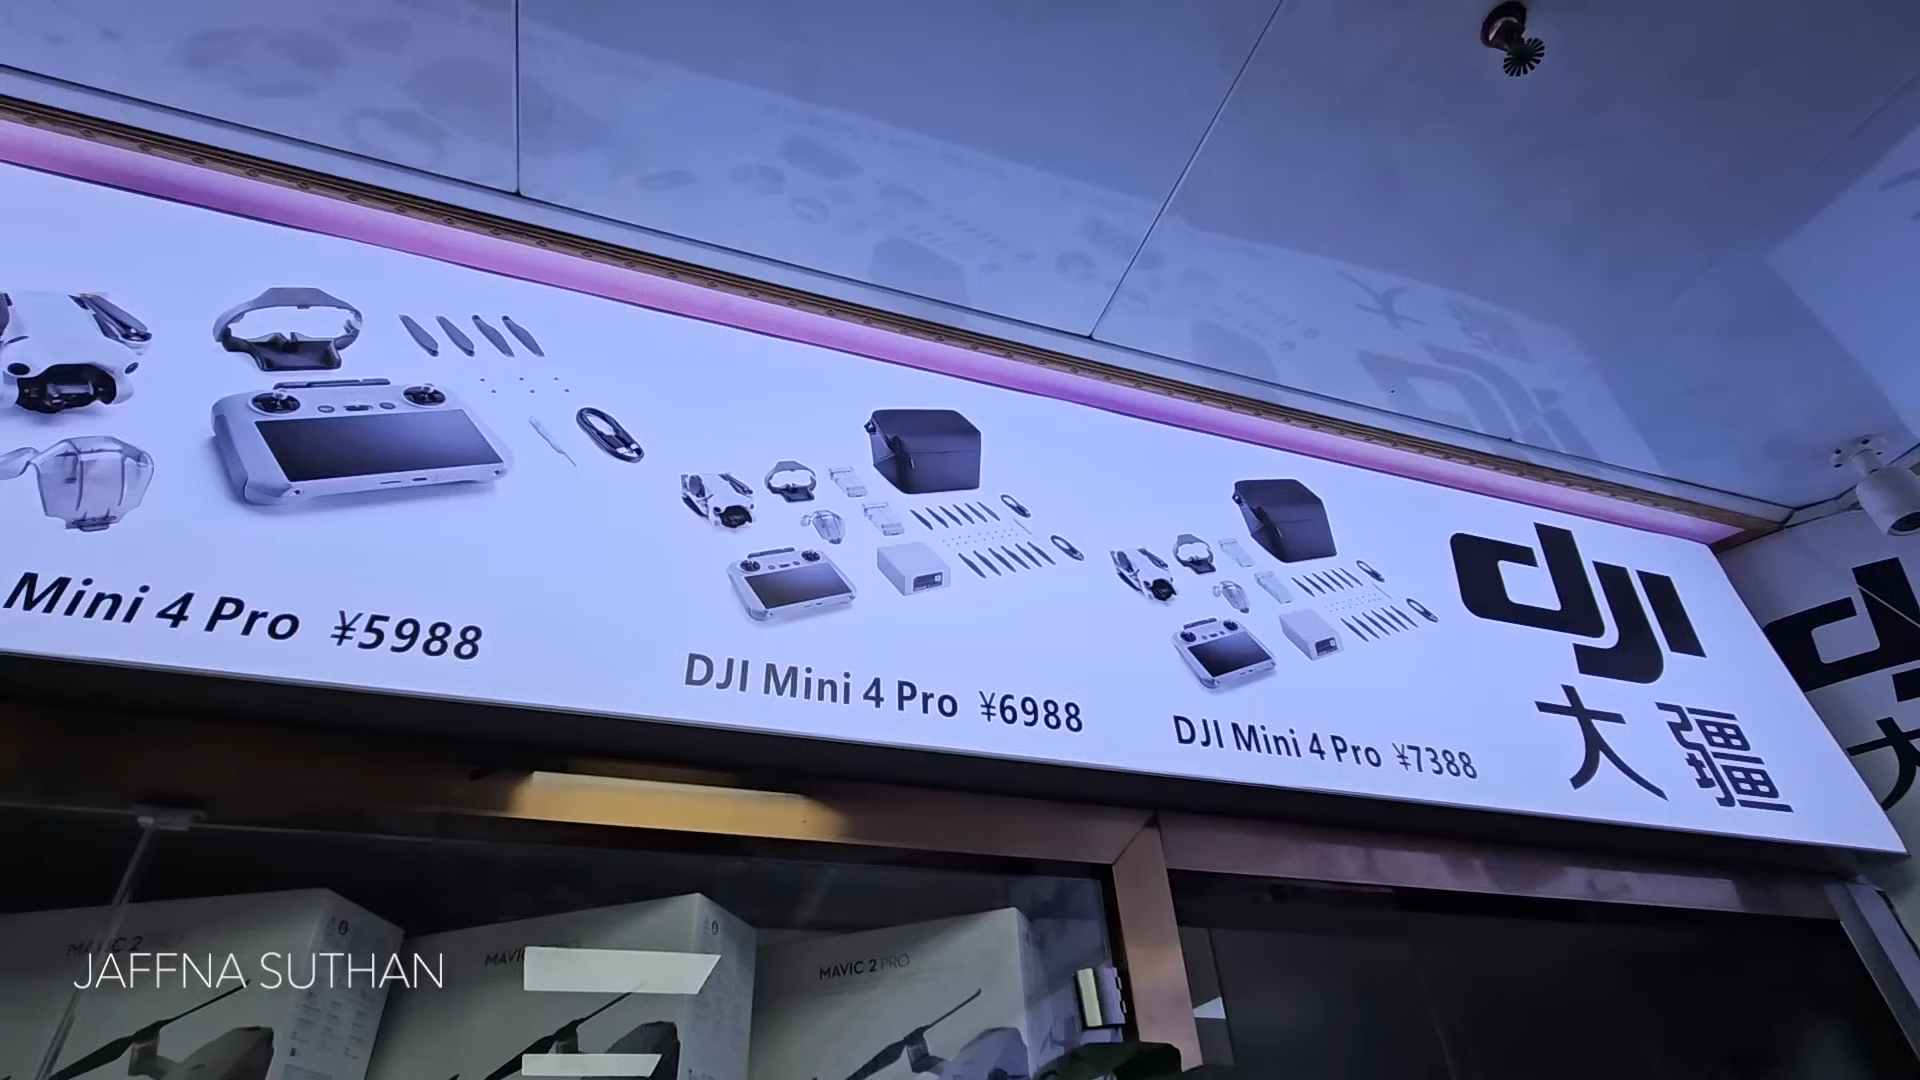 Mini 4 Pro ¥5988
DJI Mini 4 Pro ¥6988
DJI Mini 4 Pro ¥7388
dji
大疆
MAVIC 2 PRO
JAFFNA SUTHAN